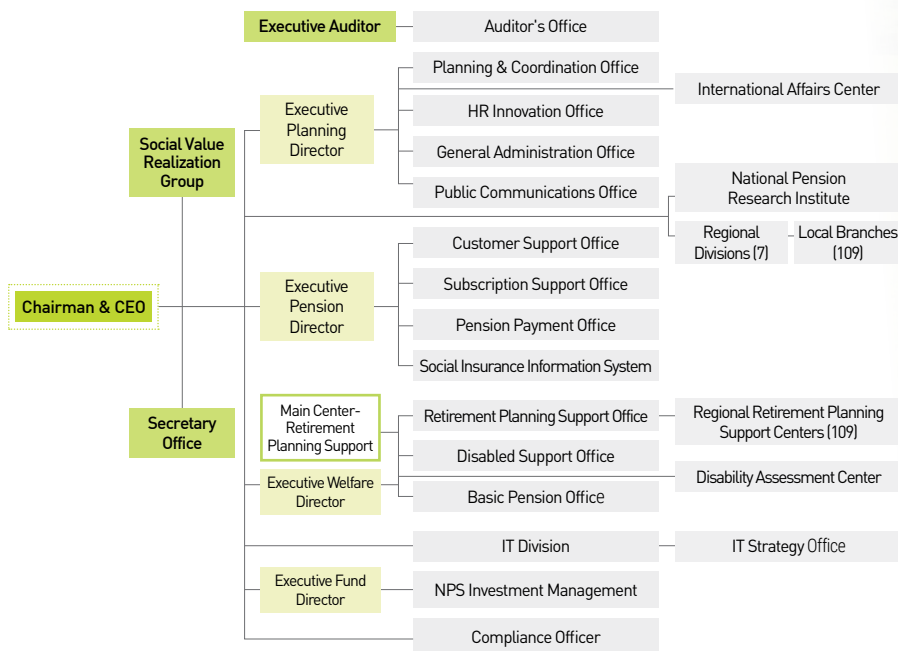 Executive Auditor
Auditor's Office
Planning & Coordination Office
International Affairs Center
Executive
Planning
Director
HR Innovation Office
General Administration Office
Public Communications Office
Social Value
Realization
Group
National Pension
Research Institute
Regional
Divisions (7)
Local Branches
(109)
Customer Support Office
Subscription Support Office
Executive
Pension
Director
Pension Payment Office
Social Insurance Information System
Chairman & CEO
Secretary
Office
Main Center-
Retirement
Planning Support
Retirement Planning Support Office
Regional Retirement Planning
Support Centers (109)
Disabled Support Office
Executive Welfare
Director
Disability Assessment Center
Basic Pension Office
IT Division
IT Strategy Office
Executive Fund
Director
NPS Investment Management
Compliance Officer